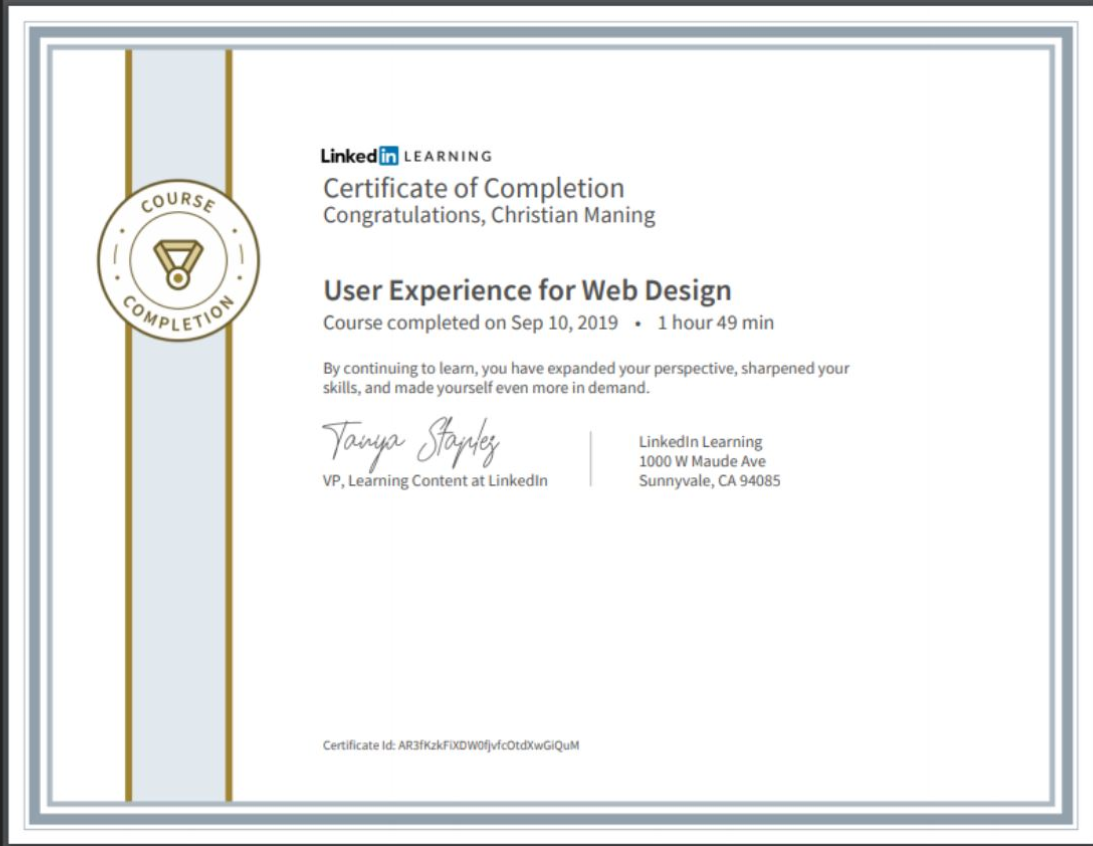 COURSE
COMPLETION
Linked in LEARNING
Certificate of Completion
Congratulations, Christian Maning
User Experience for Web Design
Course completed on Sep 10, 2019 • 1 hour 49 min
By continuing to learn, you have expanded your perspective, sharpened your
skills, and made yourself even more in demand.
Tanya Staples
VP, Learning Content at LinkedIn
LinkedIn Learning
1000 W Maude Ave
Sunnyvale, CA 94085
Certificate Id: AR3fKzkFiXDW0fjvfcOtdXwGiQuM